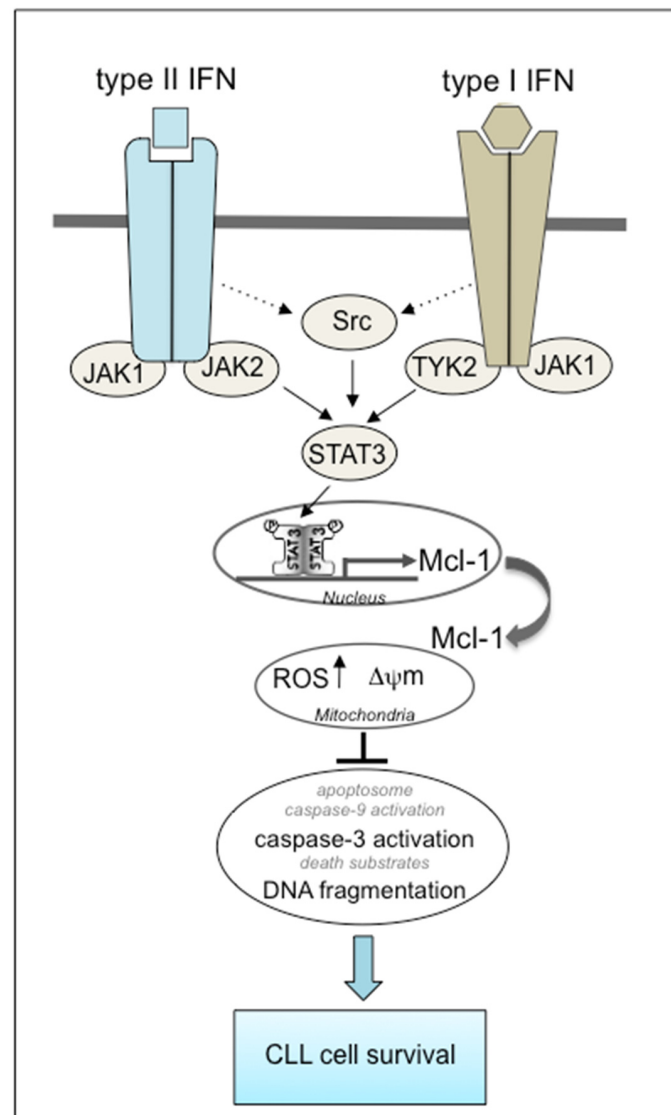 type II IFN
type I IFN
Src
JAK1
JAK2
TYK2
JAK1
STAT3
P
P
STAT3
STAT3
Mcl-1
Nucleus
Mcl-1
ROS
Δψm
Mitochondria
apoptosome
caspase-9 activation
caspase-3 activation
death substrates
DNA fragmentation
CLL cell survival